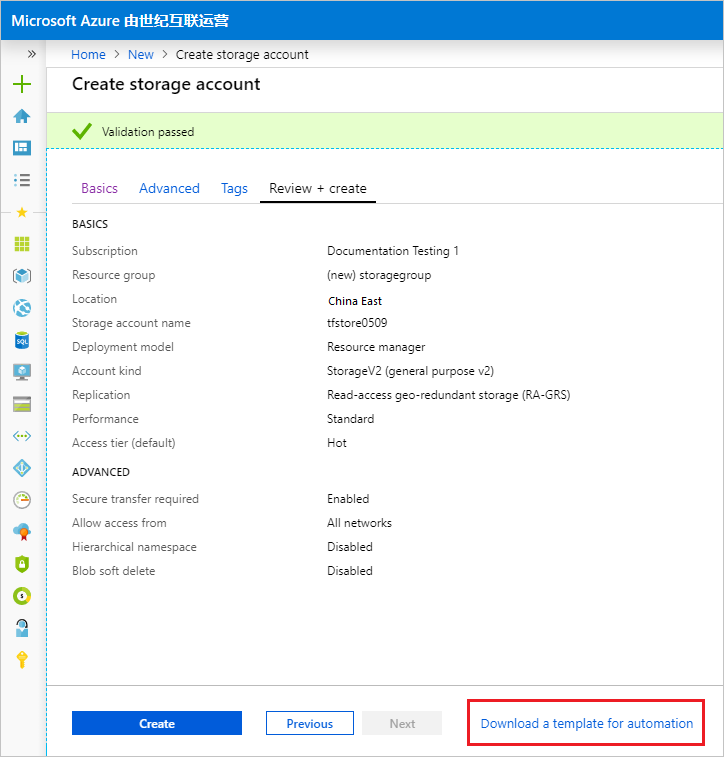 Microsoft Azure 由世纪互联运营
» Home > New > Create storage account
Create storage account
Validation passed
Basics Advanced Tags Review + create
BASICS
Subscription Documentation Testing 1
Resource group (new) storagegroup
Location China East
Storage account name tfstore0509
Deployment model Resource manager
Account kind StorageV2 (general purpose v2)
Replication Read-access geo-redundant storage (RA-GRS)
Performance Standard
Access tier (default) Hot
ADVANCED
Secure transfer required Enabled
Allow access from All networks
Hierarchical namespace Disabled
Blob soft delete Disabled
Create Previous Next Download a template for automation
SQL